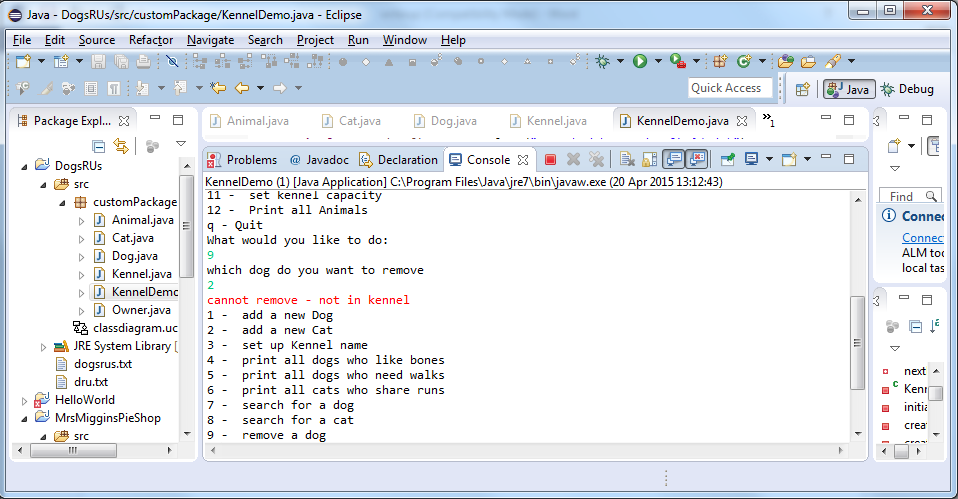 Java - DogsRUs/src/customPackage/KennelDemo.java - Eclipse
File Edit Source Refactor Navigate Search Project Run Window Help
Quick Access
Java
Debug
Package Expl...
DogsRUs
src
customPackage
Animal.java
Cat.java
Dog.java
Kennel.java
KennelDemo
Owner.java
classdiagram.uc
JRE System Library [
dogsrus.txt
dru.txt
HelloWorld
MrsMigginsPieShop
src
Animal.java Cat.java Dog.java Kennel.java KennelDemo.java »1
Problems @ Javadoc Declaration Console
KennelDemo (1) [Java Application] C:\Program Files\Java\jre7\bin\javaw.exe (20 Apr 2015 13:12:43)
11 -  set kennel capacity
12 -  Print all Animals
q - Quit
What would you like to do:
9
which dog do you want to remove
2
cannot remove - not in kennel
1 -  add a new Dog
2 -  add a new Cat
3 -  set up Kennel name
4 -  print all dogs who like bones
5 -  print all dogs who need walks
6 -  print all cats who share runs
7 -  search for a dog
8 -  search for a cat
9 -  remove a dog
Find
Connec
Connect
ALM too
local tas
next
Kenn
initia
creat